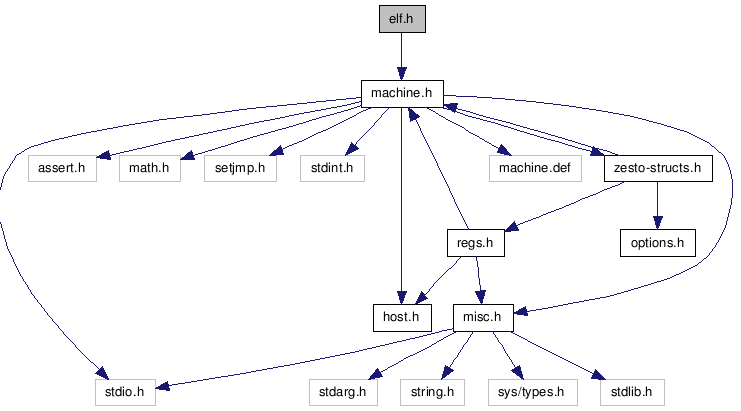 elf.h
machine.h
assert.h
math.h
setjmp.h
stdint.h
machine.def
zesto-structs.h
regs.h
options.h
host.h
misc.h
stdio.h
stdarg.h
string.h
sys/types.h
stdlib.h